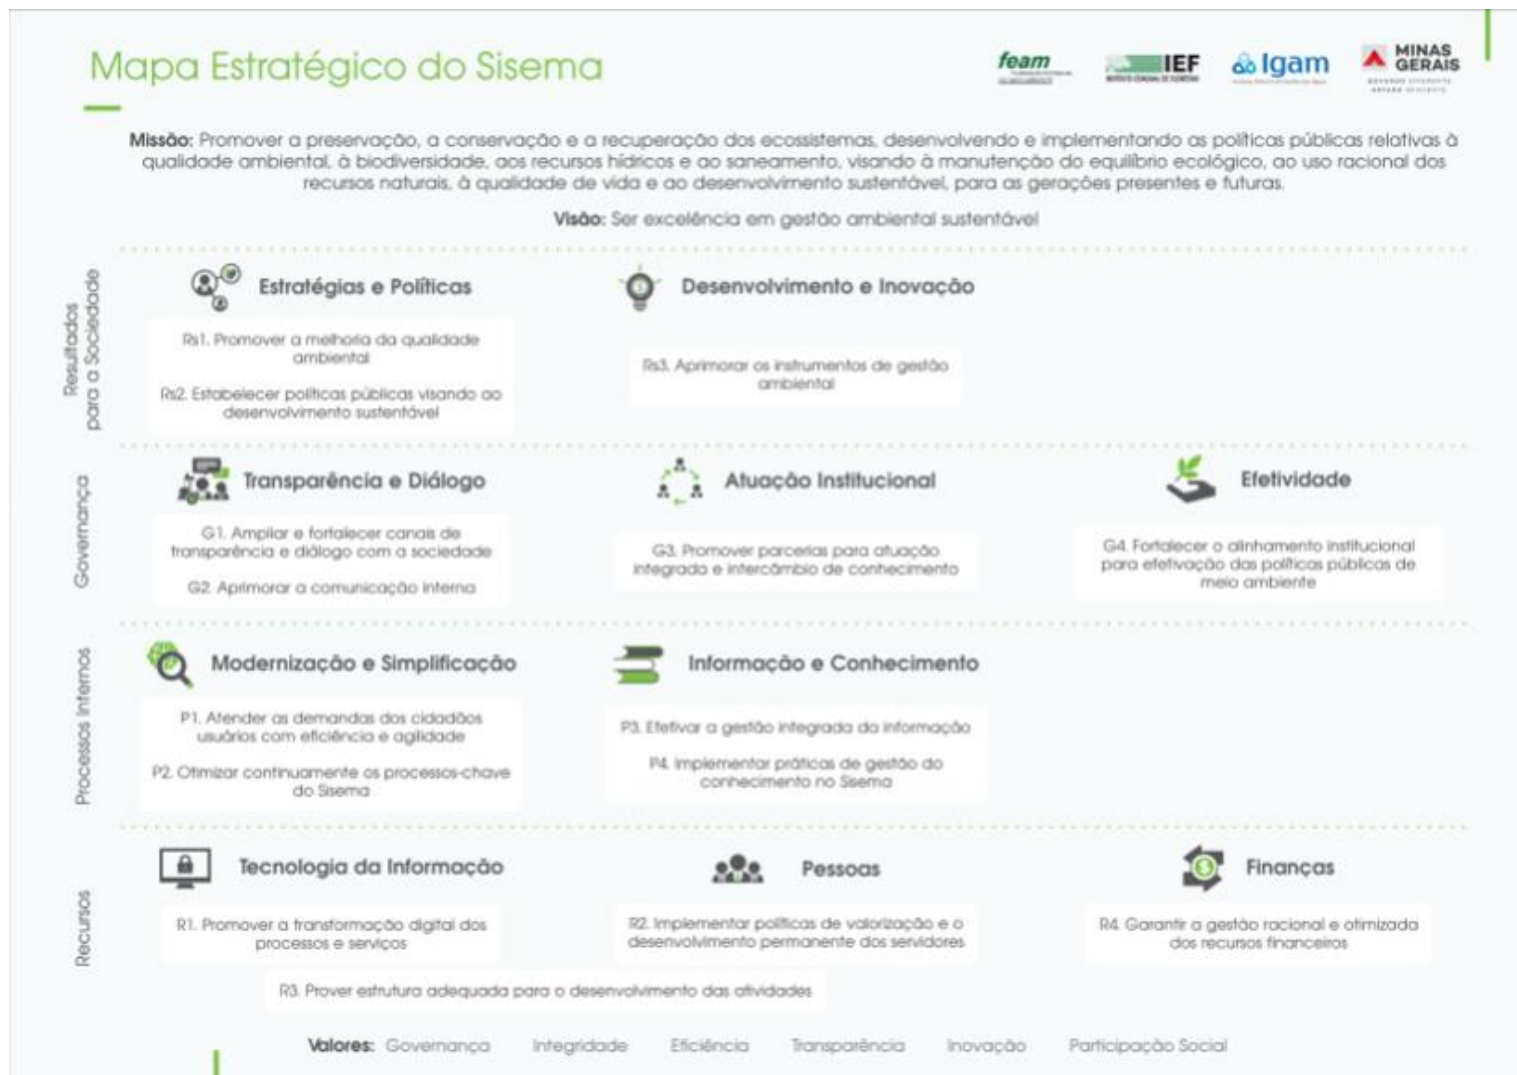 Mapa Estratégico do Sisema
feam
IEF
Igam
MINAS
GERAIS
Missão: Promover a preservação, a conservação e a recuperação dos ecossistemas, desenvolvendo e implementando as políticas públicas relativas à
qualidade ambiental, à biodiversidade, aos recursos hídricos e ao saneamento, visando à manutenção do equilíbrio ecológico, ao uso racional dos
recursos naturais, à qualidade de vida e ao desenvolvimento sustentável, para as gerações presentes e futuras.
Visão: Ser excelência em gestão ambiental sustentável
Resultados
para a Sociedade
Estratégias e Políticas
Rs1. Promover a melhoria da qualidade
ambiental
Rs2. Estabelecer políticas públicas visando ao
desenvolvimento sustentável
Desenvolvimento e Inovação
Rs3. Aprimorar os instrumentos de gestão
ambiental
Governança
Transparência e Diálogo
G1. Ampliar e fortalecer canais de
transparência e diálogo com a sociedade
G2. Aprimorar a comunicação interna
Atuação Institucional
G3. Promover parcerias para atuação
integrada e intercâmbio de conhecimento
Efetividade
G4. Fortalecer o alinhamento institucional
para efetivação das políticas públicas de
meio ambiente
Processos Internos
Modernização e Simplificação
P1. Atender as demandas dos cidadãos
usuários com eficiência e agilidade
P2. Otimizar continuamente os processos-chave
do Sisema
Informação e Conhecimento
P3. Efetivar a gestão integrada da informação
P4. Implementar práticas de gestão do
conhecimento no Sisema
Recursos
Tecnologia da Informação
R1. Promover a transformação digital dos
processos e serviços
Pessoas
R2. Implementar políticas de valorização e o
desenvolvimento permanente dos servidores
Finanças
R4. Garantir a gestão racional e otimizada
dos recursos financeiros
R3. Prover estrutura adequada para o desenvolvimento das atividades
Valores: Governança Integridade Eficiência Transparência Inovação Participação Social